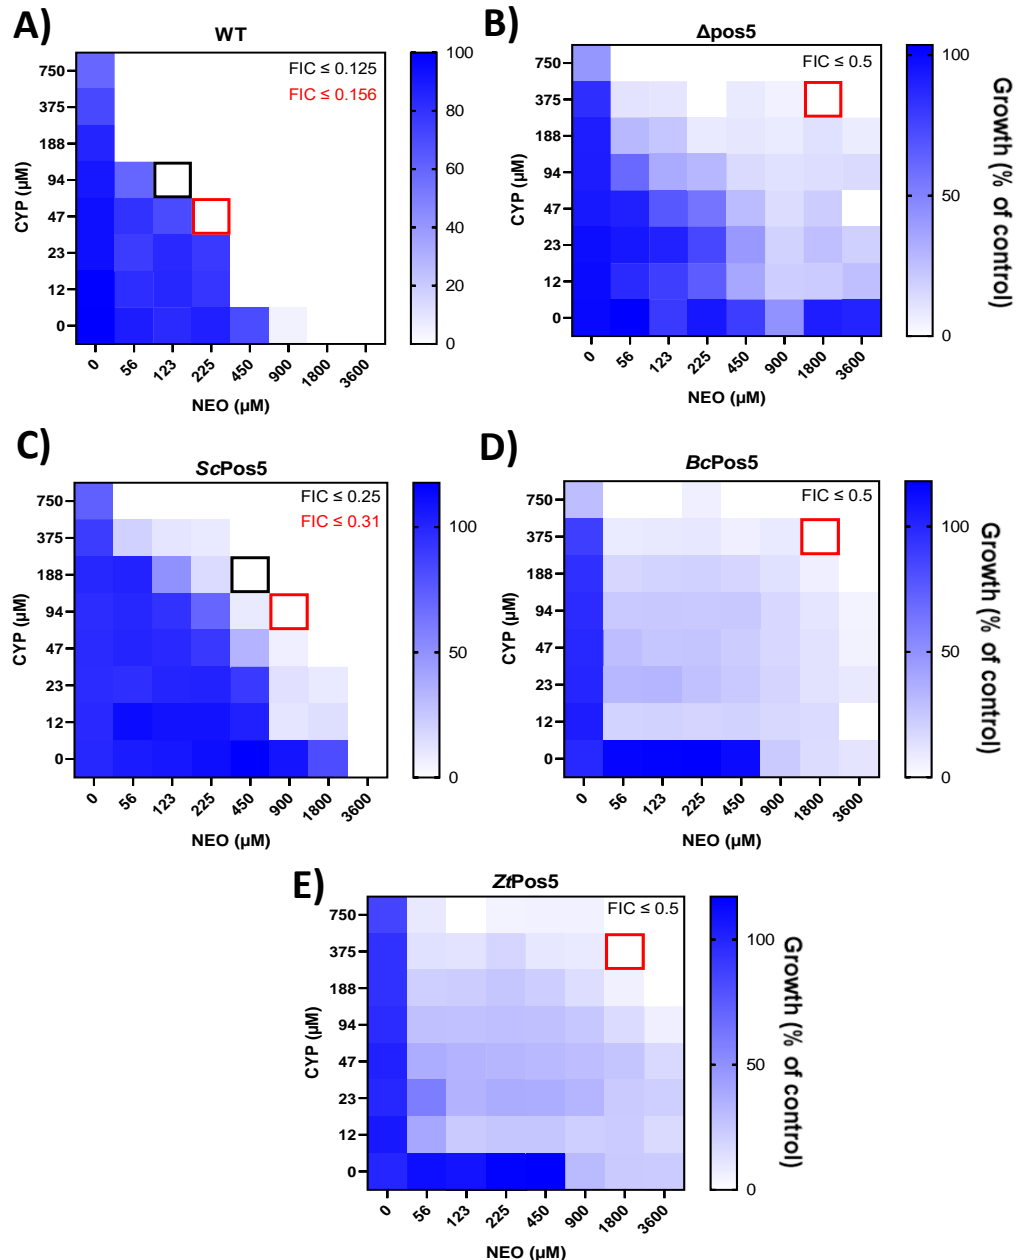 A)
WT
FIC ≤ 0.125
FIC ≤ 0.156
750
375
188
94
47
23
12
0
CYP (µM)
0 56 123 225 450 900 1800 3600
NEO (µM)
100
80
60
40
20
0
B)
Δpos5
FIC ≤ 0.5
750
375
188
94
47
23
12
0
CYP (µM)
0 56 123 225 450 900 1800 3600
NEO (µM)
100
50
0
Growth (% of control)
C)
ScPos5
FIC ≤ 0.25
FIC ≤ 0.31
750
375
188
94
47
23
12
0
CYP (µM)
0 56 123 225 450 900 1800 3600
NEO (µM)
100
50
0
D)
BcPos5
FIC ≤ 0.5
750
375
188
94
47
23
12
0
CYP (µM)
0 56 123 225 450 900 1800 3600
NEO (µM)
100
50
0
Growth (% of control)
E)
ZtPos5
FIC ≤ 0.5
750
375
188
94
47
23
12
0
CYP (µM)
0 56 123 225 450 900 1800 3600
NEO (µM)
100
50
0
Growth (% of control)